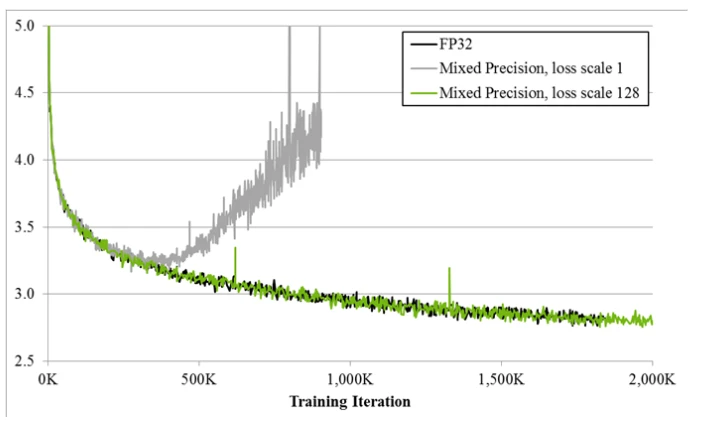 5.0
4.5
4.0
3.5
3.0
2.5
FP32
Mixed Precision, loss scale 1
Mixed Precision, loss scale 128
0K 500K 1,000K 1,500K 2,000K
Training Iteration